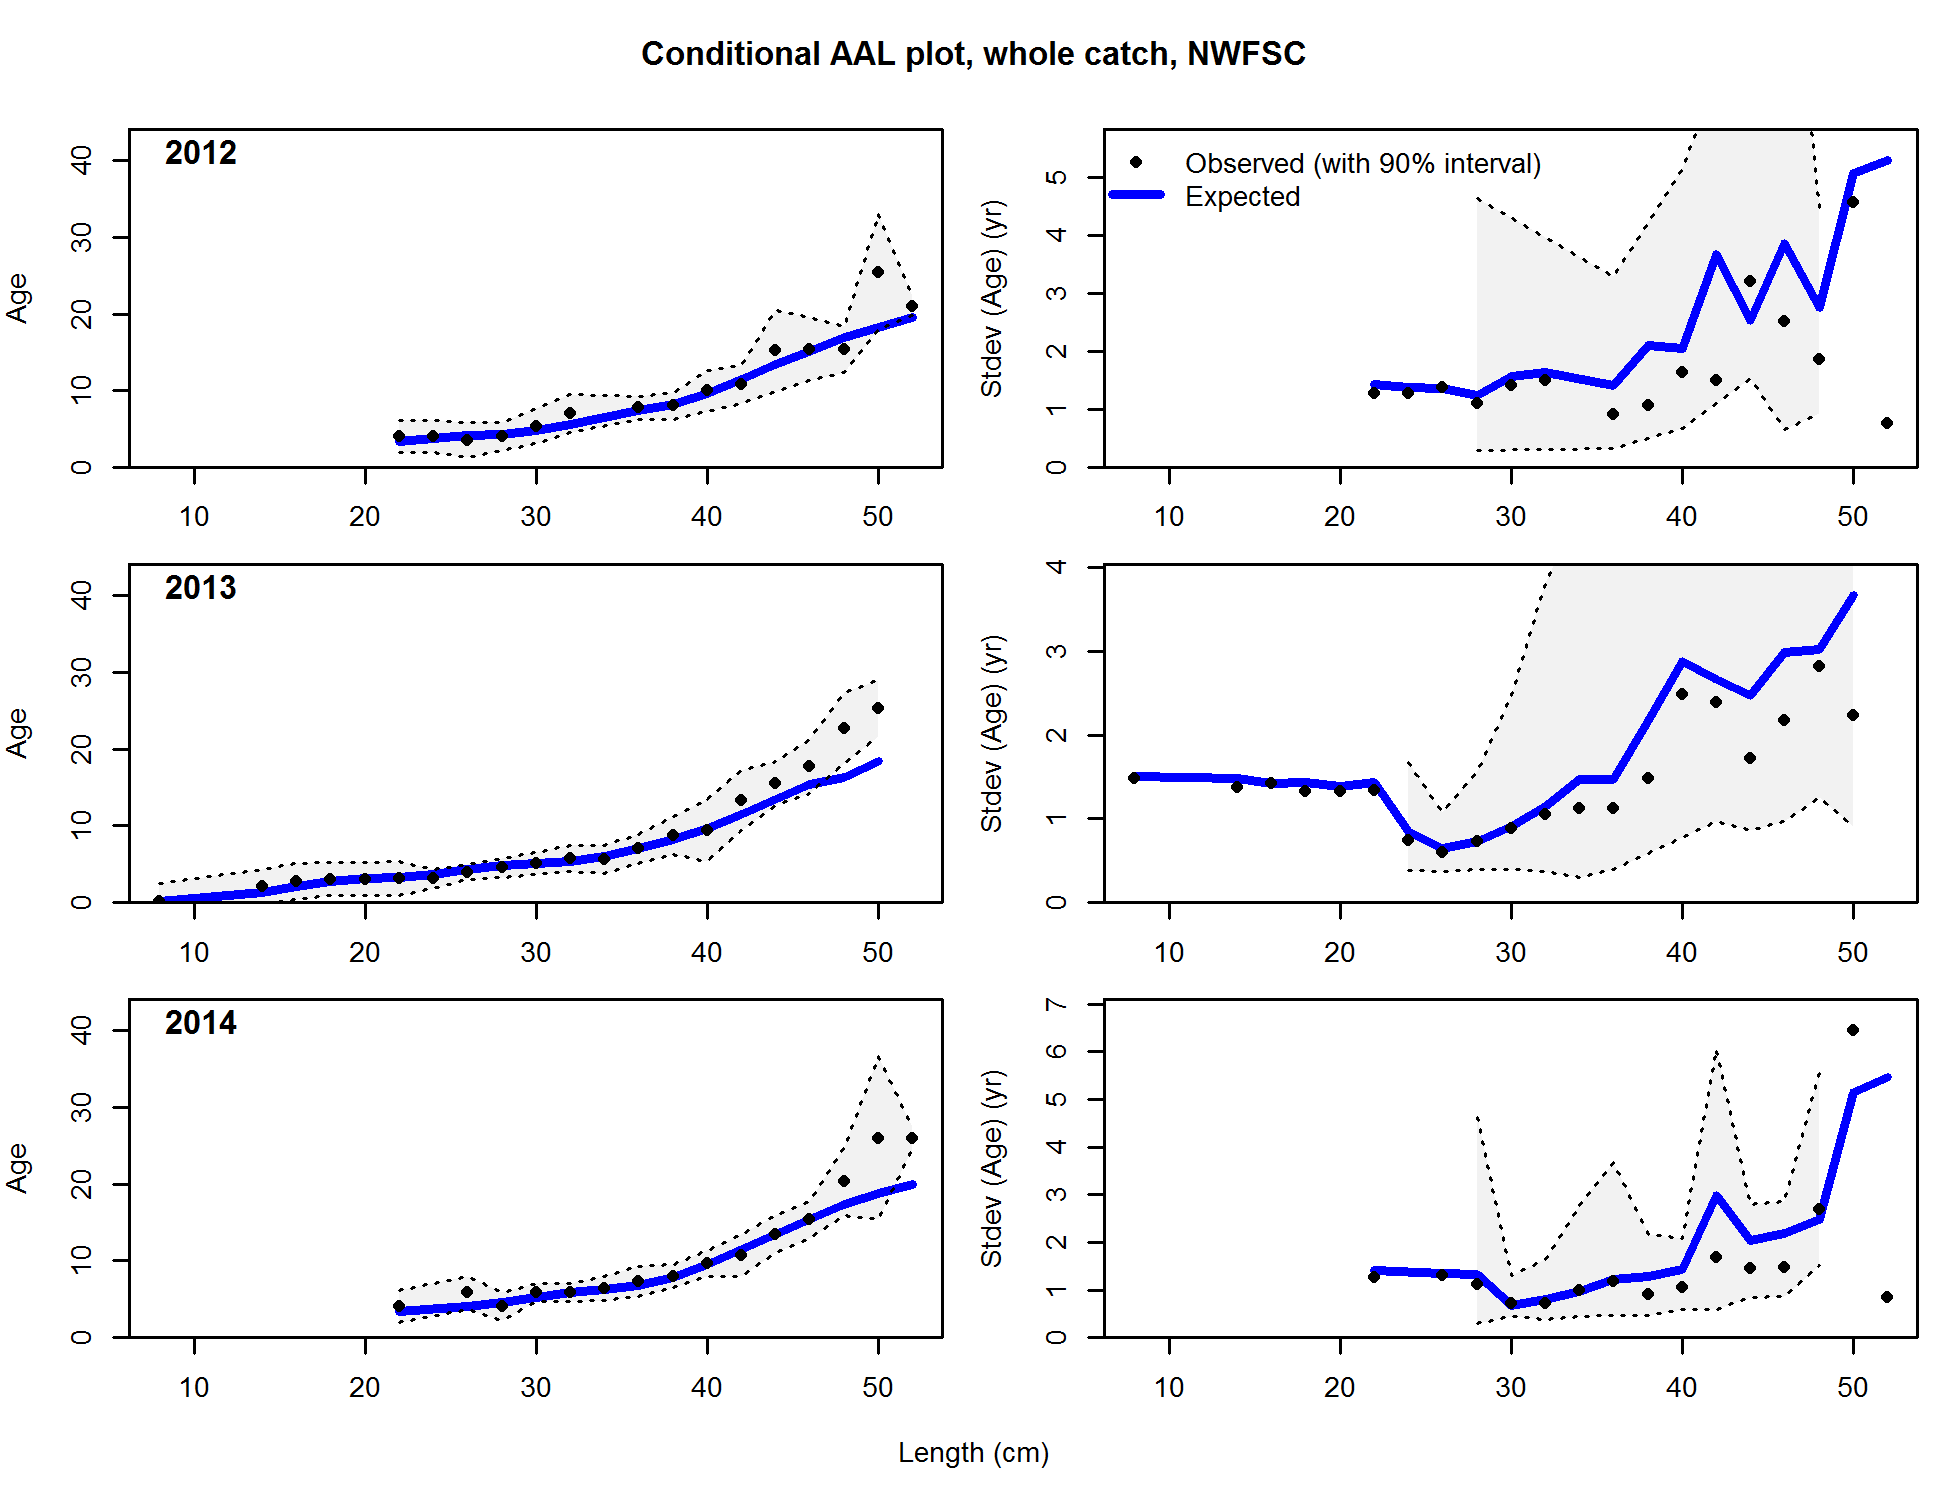 Conditional AAL plot, whole catch, NWFSC
2012
Age
0 10 20 30 40
10 20 30 40 50
Observed (with 90% interval)
Expected
Stdev (Age) (yr)
0 1 2 3 4 5
10 20 30 40 50
2013
Age
0 10 20 30 40
10 20 30 40 50
Stdev (Age) (yr)
0 1 2 3 4
10 20 30 40 50
2014
Age
0 10 20 30 40
10 20 30 40 50
Stdev (Age) (yr)
0 1 2 3 4 5 6 7
10 20 30 40 50
Length (cm)